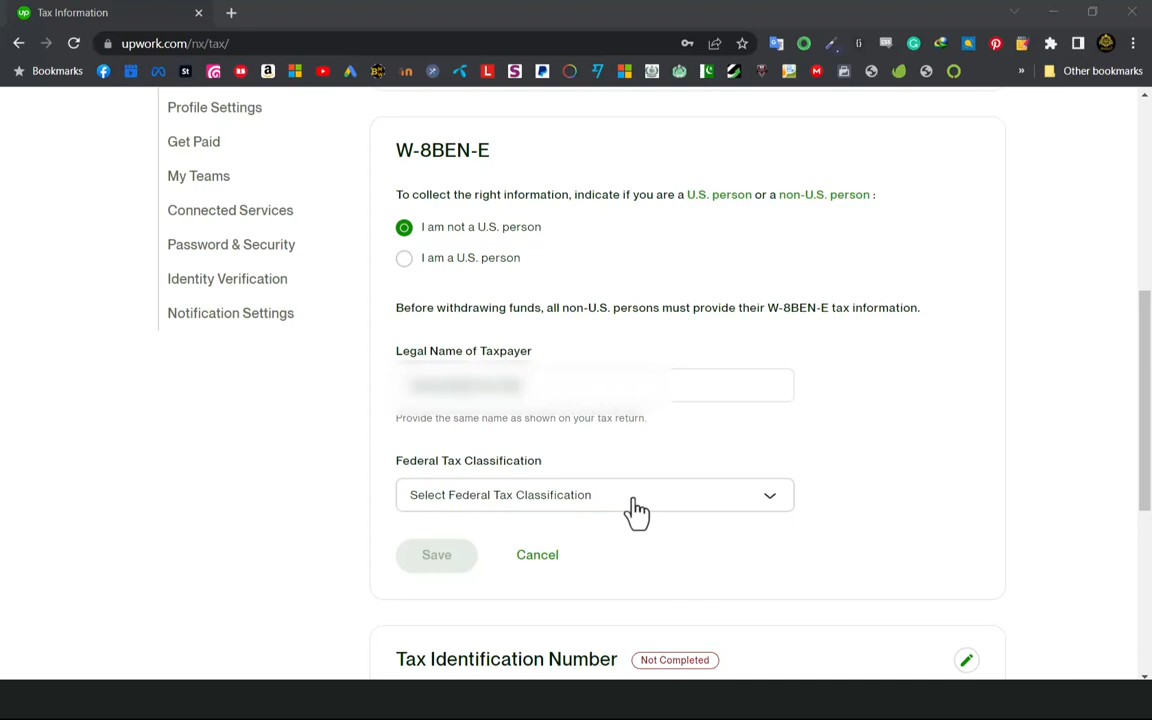 Tax Information
upwork.com/nx/tax/
Bookmarks
Other bookmarks
Profile Settings
Get Paid
My Teams
Connected Services
Password & Security
Identity Verification
Notification Settings
W-8BEN-E
To collect the right information, indicate if you are a U.S. person or a non-U.S. person :
I am not a U.S. person
I am a U.S. person
Before withdrawing funds, all non-U.S. persons must provide their W-8BEN-E tax information.
Legal Name of Taxpayer
Provide the same name as shown on your tax return.
Federal Tax Classification
Select Federal Tax Classification
Save
Cancel
Tax Identification Number
Not Completed